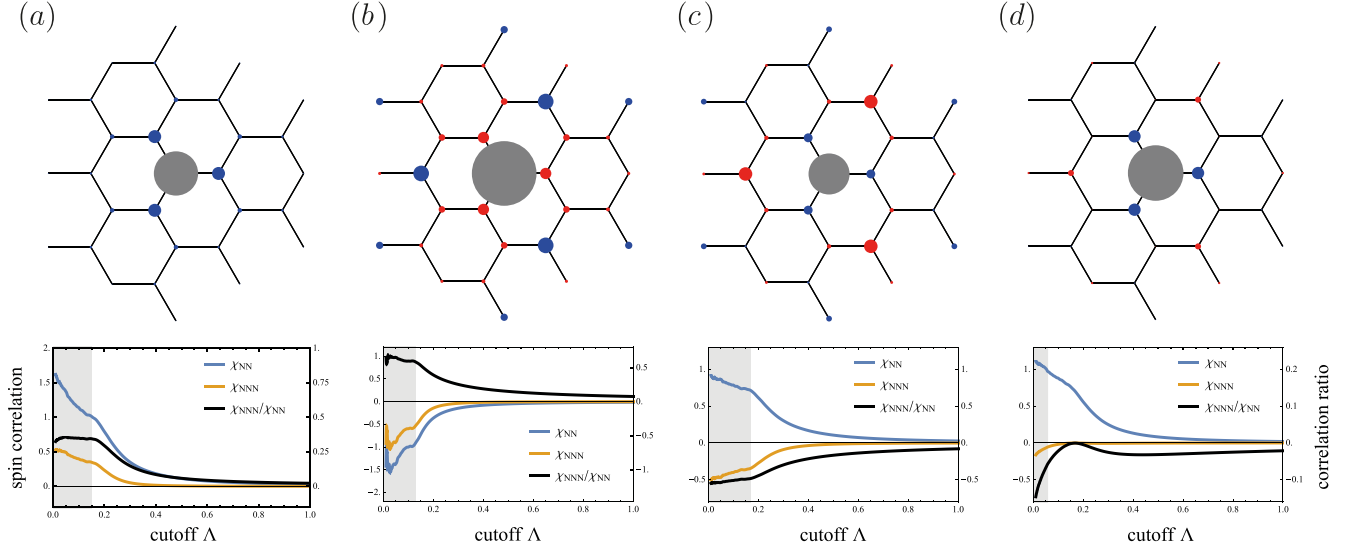 (a) (b) (c) (d)
2. 1.5 1.0 0.5 0.
χNN
χNNN
χNNN/χNN
1. 0.75 0.5 0.25 0.
0.0 0.2 0.4 0.6 0.8 1.0
spin correlation
cutoff Λ
1. 0.5 0. −0.5 −1. −1.5 −2.
χNN
χNNN
χNNN/χNN
0.5 0. −0.5 −1.
0.0 0.2 0.4 0.6 0.8 1.0
cutoff Λ
1. 0.5 0. −0.5
χNN
χNNN
χNNN/χNN
1. 0.5 0. −0.5
0.0 0.2 0.4 0.6 0.8 1.0
cutoff Λ
1. 0.5 0. −0.5
χNN
χNNN
χNNN/χNN
0.2 0.1 0. −0.1
0.0 0.2 0.4 0.6 0.8 1.0
cutoff Λ
correlation ratio